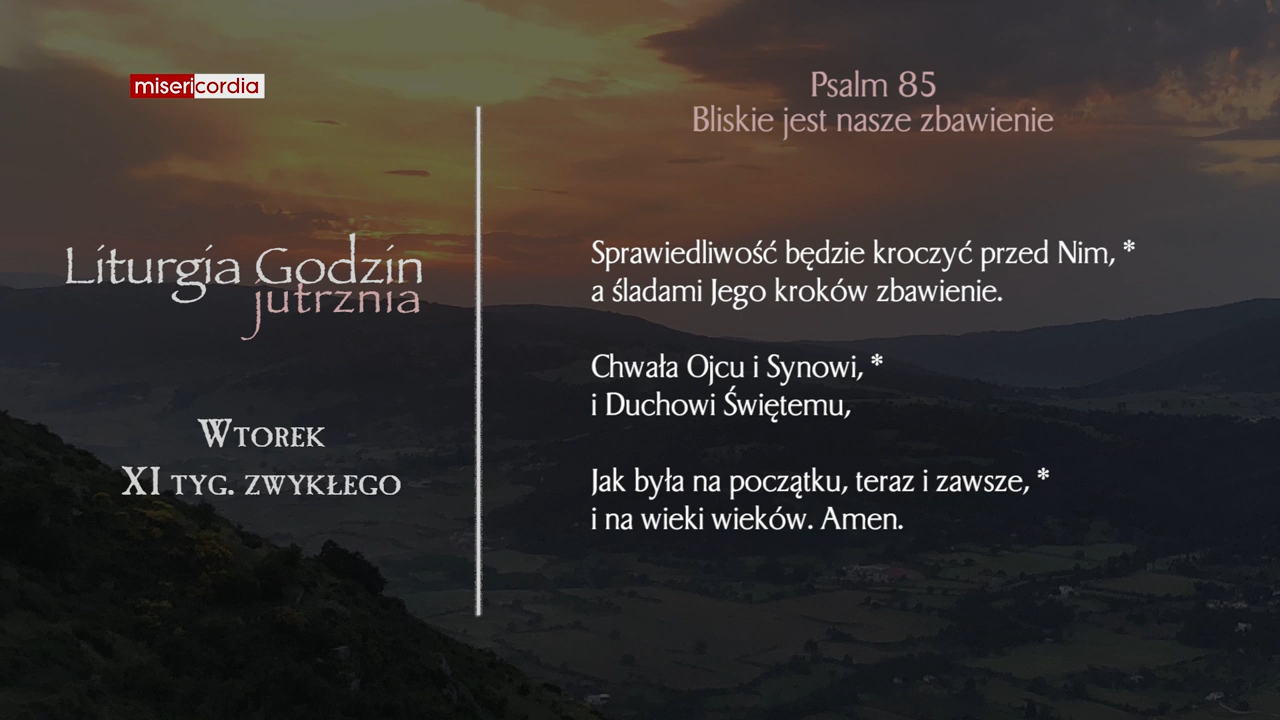 misericordia
Liturgia Godzin
jutrznia
Wtorek
XI tyg. zwykłego
Psalm 85
Bliskie jest nasze zbawienie
Sprawiedliwość będzie kroczyć przed Nim, *
a śladami Jego kroków zbawienie.
Chwała Ojcu i Synowi, *
i Duchowi Świętemu,
Jak była na początku, teraz i zawsze, *
i na wieki wieków. Amen.